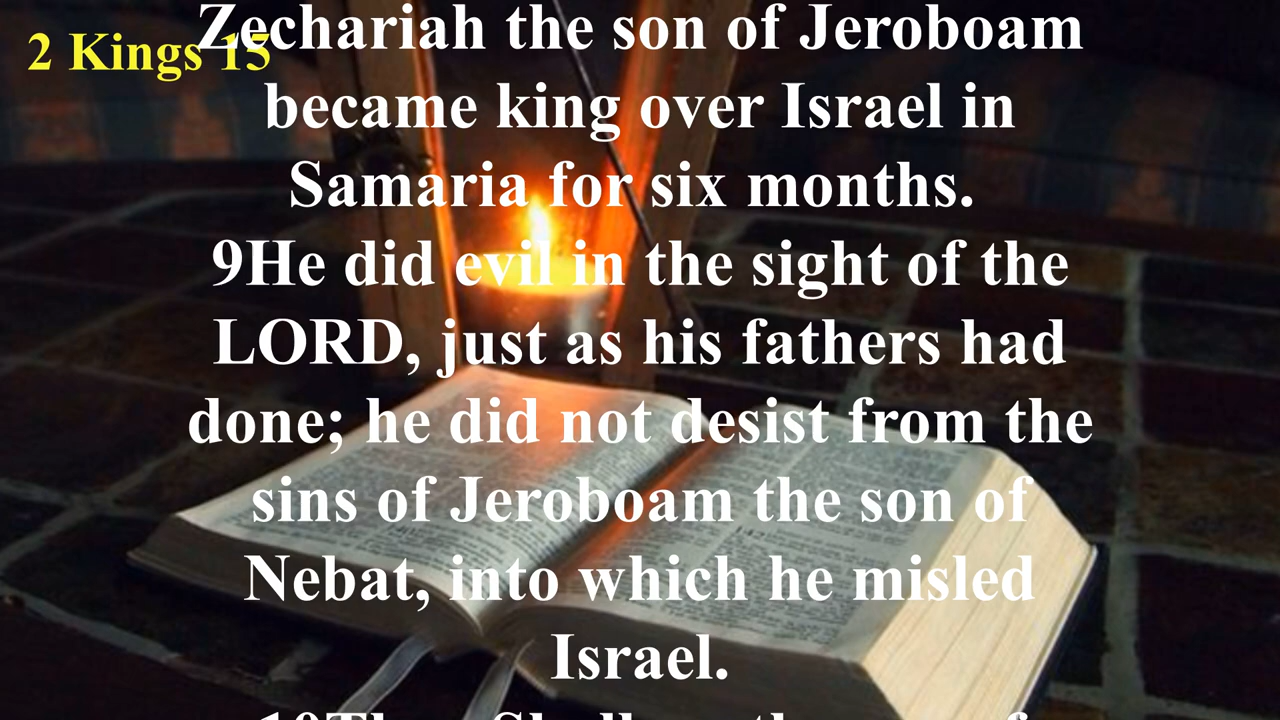 2 Kings 15
Zechariah the son of Jeroboam
became king over Israel in
Samaria for six months.
9He did evil in the sight of the
LORD, just as his fathers had
done; he did not desist from the
sins of Jeroboam the son of
Nebat, into which he misled
Israel.